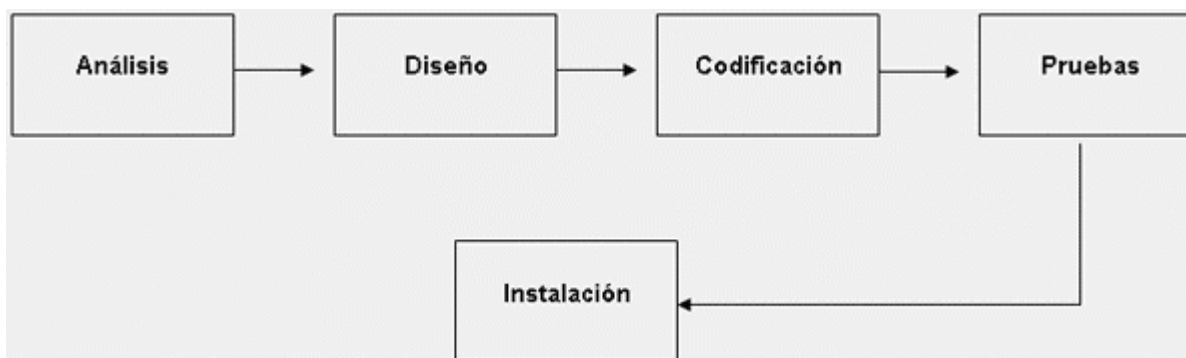 Análisis
Diseño
Codificación
Pruebas
Instalación